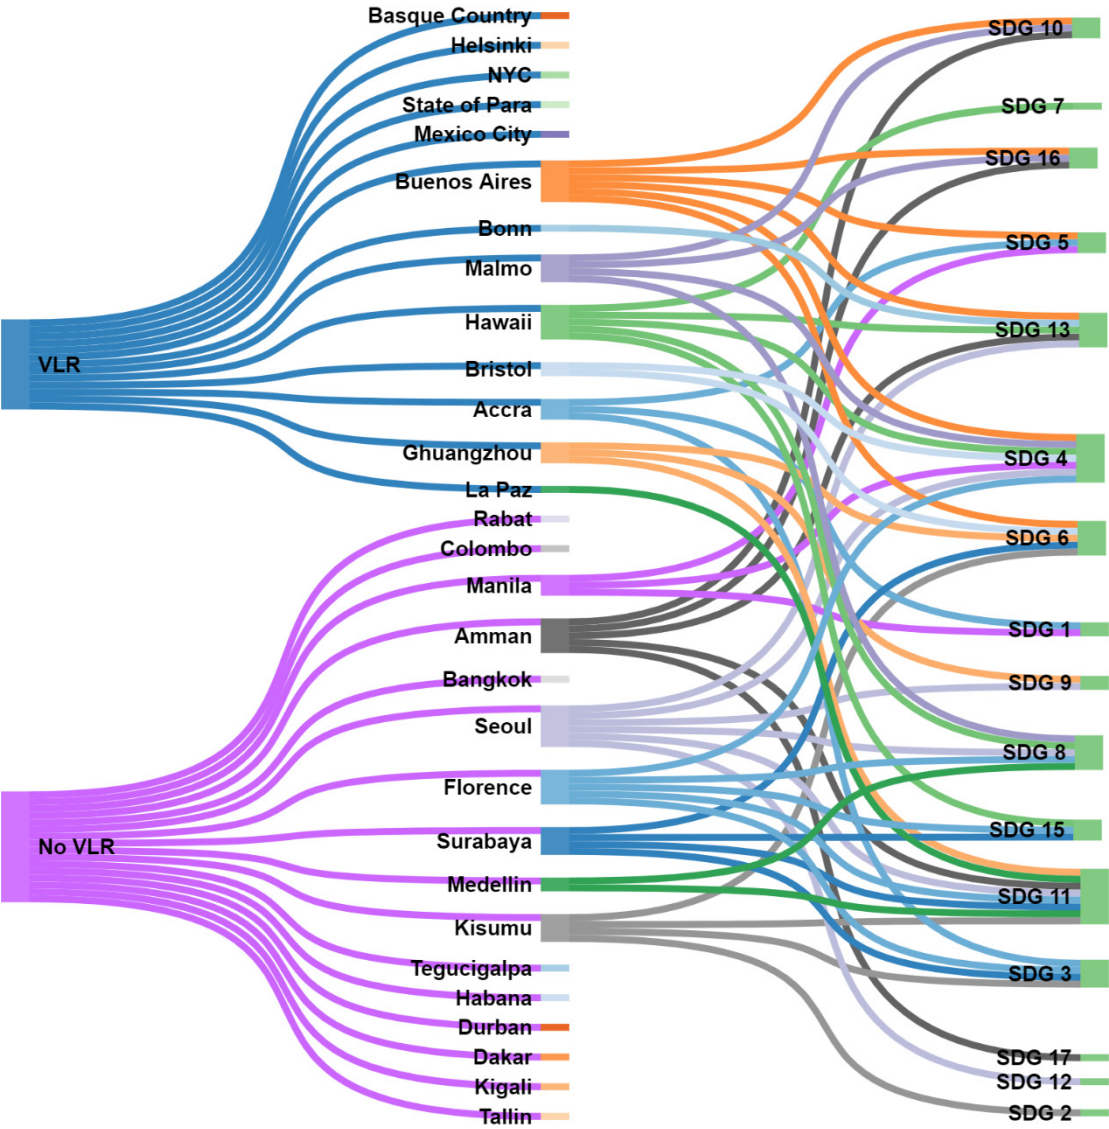 VLR
No VLR
Basque Country
Helsinki
NYC
State of Para
Mexico City
Buenos Aires
Bonn
Malmo
Hawaii
Bristol
Accra
Ghuangzhou
La Paz
Rabat
Colombo
Manila
Amman
Bangkok
Seoul
Florence
Surabaya
Medellin
Kisumu
Tegucigalpa
Habana
Durban
Dakar
Kigali
Tallin
SDG 10
SDG 7
SDG 16
SDG 5
SDG 13
SDG 4
SDG 6
SDG 1
SDG 9
SDG 8
SDG 15
SDG 11
SDG 3
SDG 17
SDG 12
SDG 2